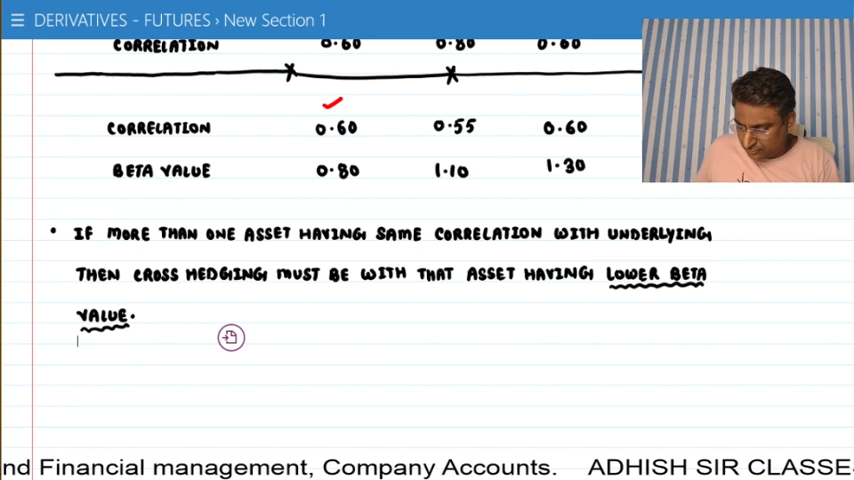 DERIVATIVES - FUTURES › New Section 1
CORRELATION 0.60 0.80 0.60
CORRELATION 0.60 0.55 0.60
BETA VALUE 0.80 1.10 1.30
• IF MORE THAN ONE ASSET HAVING SAME CORRELATION WITH UNDERLYING,
THEN CROSS HEDGING MUST BE WITH THAT ASSET HAVING LOWER BETA
VALUE.
nd Financial management, Company Accounts. ADHISH SIR CLASSE